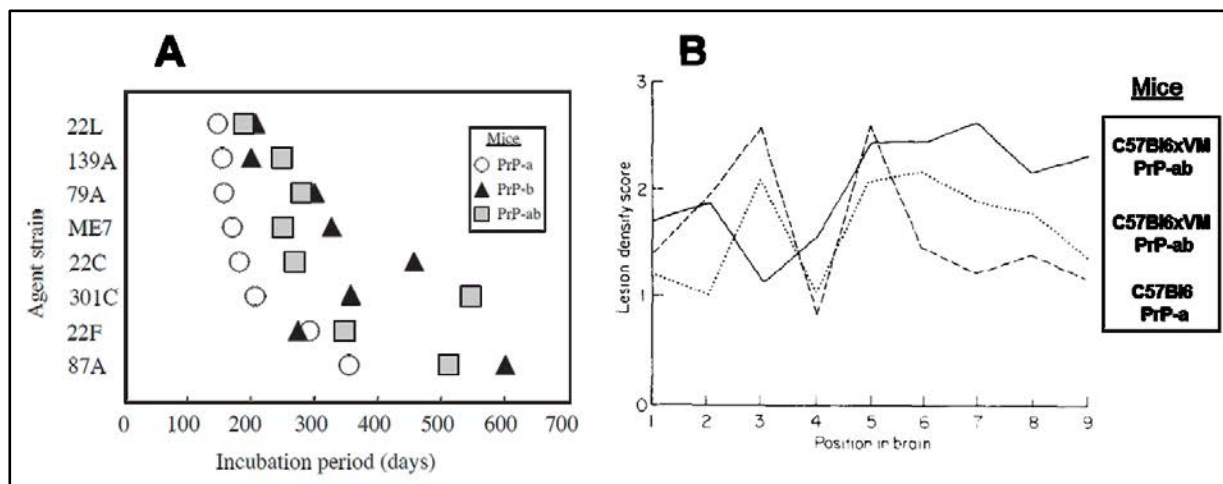 A
22L
139A
79A
ME7
22C
301C
22F
87A
Agent strain
0 100 200 300 400 500 600 700
Incubation period (days)
Mice
PrP-a
PrP-b
PrP-ab
B
3
2
1
0
Lesion density score
1 2 3 4 5 6 7 8 9
Position in brain
Mice
C57Bl6xVM
PrP-ab
C57Bl6xVM
PrP-ab
C57Bl6
PrP-a